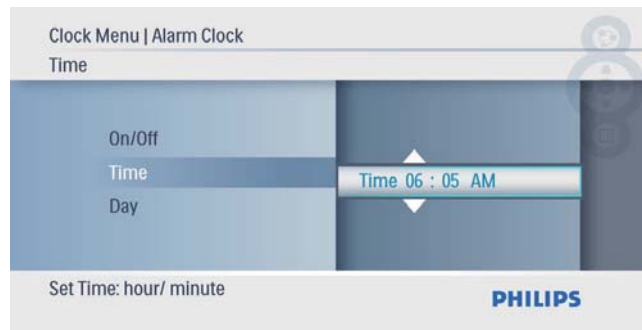 Clock Menu | Alarm Clock
Time
On/Off
Time
Time 06 : 05 AM
Day
Set Time: hour/ minute
PHILIPS